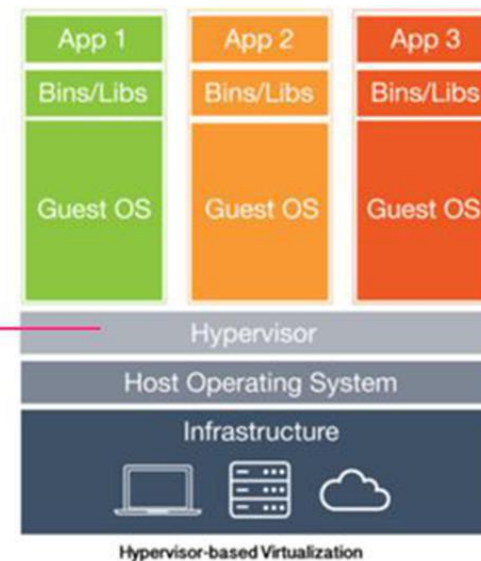 App 1 App 2 App 3
Bins/Libs Bins/Libs Bins/Libs
Guest OS Guest OS Guest OS
Hypervisor
Host Operating System
Infrastructure
Hypervisor-based Virtualization